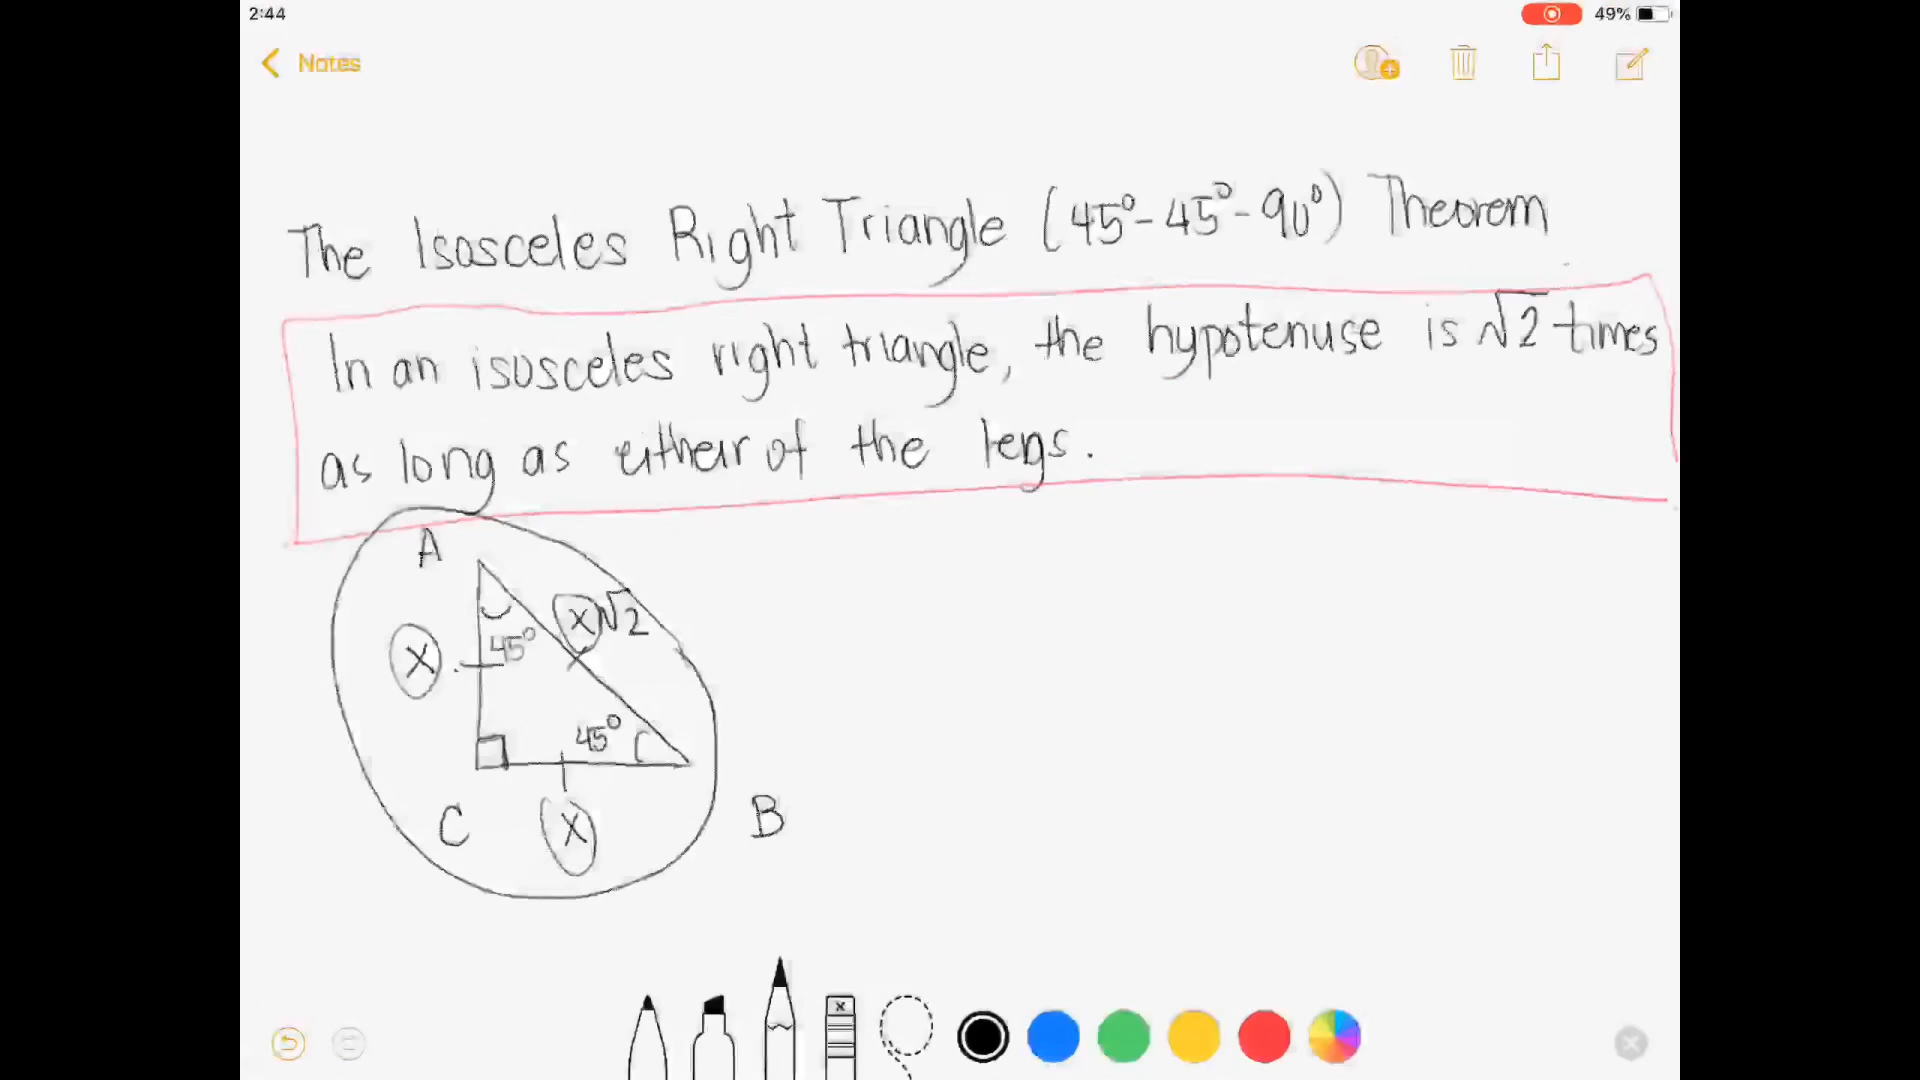 2:44
49%
Notes
The Isosceles Right Triangle (45°-45°-90°) Theorem
In an isosceles right triangle, the hypotenuse is √2 times
as long as either of the legs.
A
x√2
45°
X
45°
C
X
B